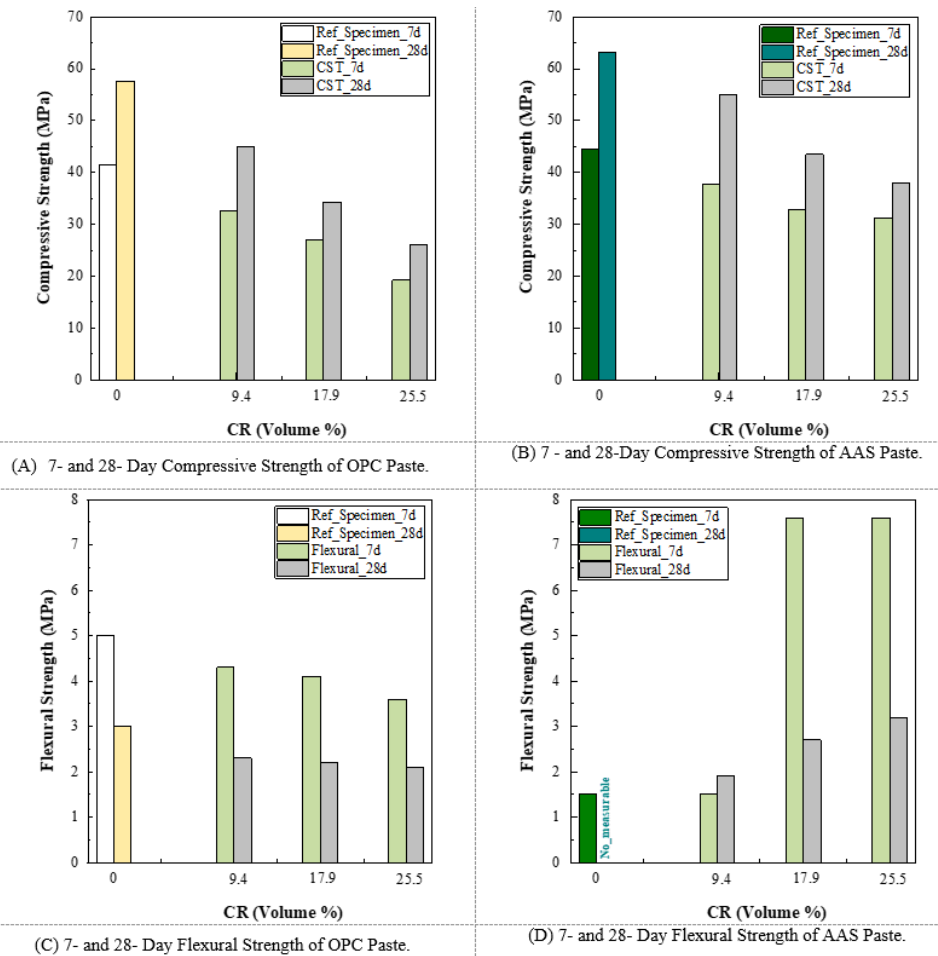 70
60
50
40
30
20
10
0
Compressive Strength (MPa)
Ref_Specimen_7d
Ref_Specimen_28d
CST_7d
CST_28d
0 9.4 17.9 25.5
CR (Volume %)
(A) 7- and 28- Day Compressive Strength of OPC Paste.
70
60
50
40
30
20
10
0
Compressive Strength (MPa)
Ref_Specimen_7d
Ref_Specimen_28d
CST_7d
CST_28d
0 9.4 17.9 25.5
CR (Volume %)
(B) 7 - and 28-Day Compressive Strength of AAS Paste.
8
7
6
5
4
3
2
1
0
Flexural Strength (MPa)
Ref_Specimen_7d
Ref_Specimen_28d
Flexural_7d
Flexural_28d
0 9.4 17.9 25.5
CR (Volume %)
(C) 7- and 28- Day Flexural Strength of OPC Paste.
8
7
6
5
4
3
2
1
0
Flexural Strength (MPa)
Ref_Specimen_7d
Ref_Specimen_28d
Flexural_7d
Flexural_28d
No_measurable
0 9.4 17.9 25.5
CR (Volume %)
(D) 7- and 28- Day Flexural Strength of AAS Paste.